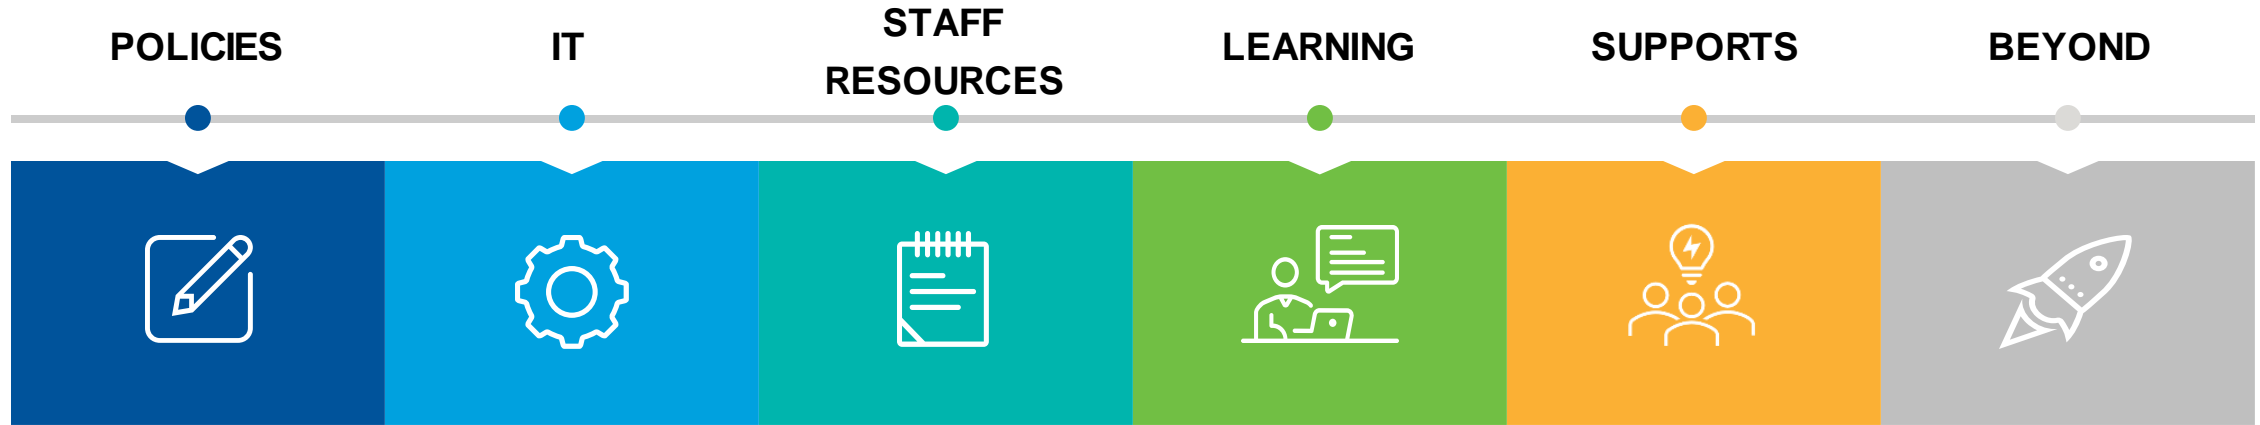 POLICIES
IT
STAFF
RESOURCES
LEARNING
SUPPORTS
BEYOND